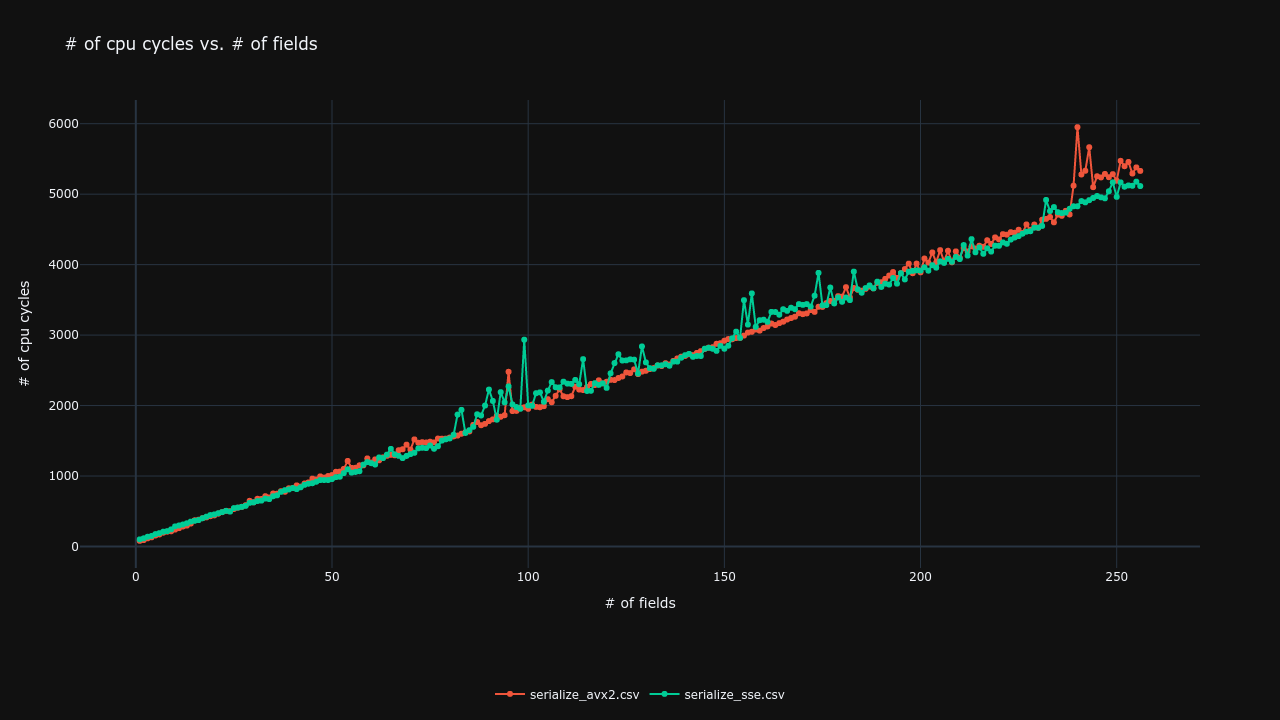 # of cpu cycles vs. # of fields
# of cpu cycles
6000
5000
4000
3000
2000
1000
0
0 50 100 150 200 250
# of fields
serialize_avx2.csv serialize_sse.csv